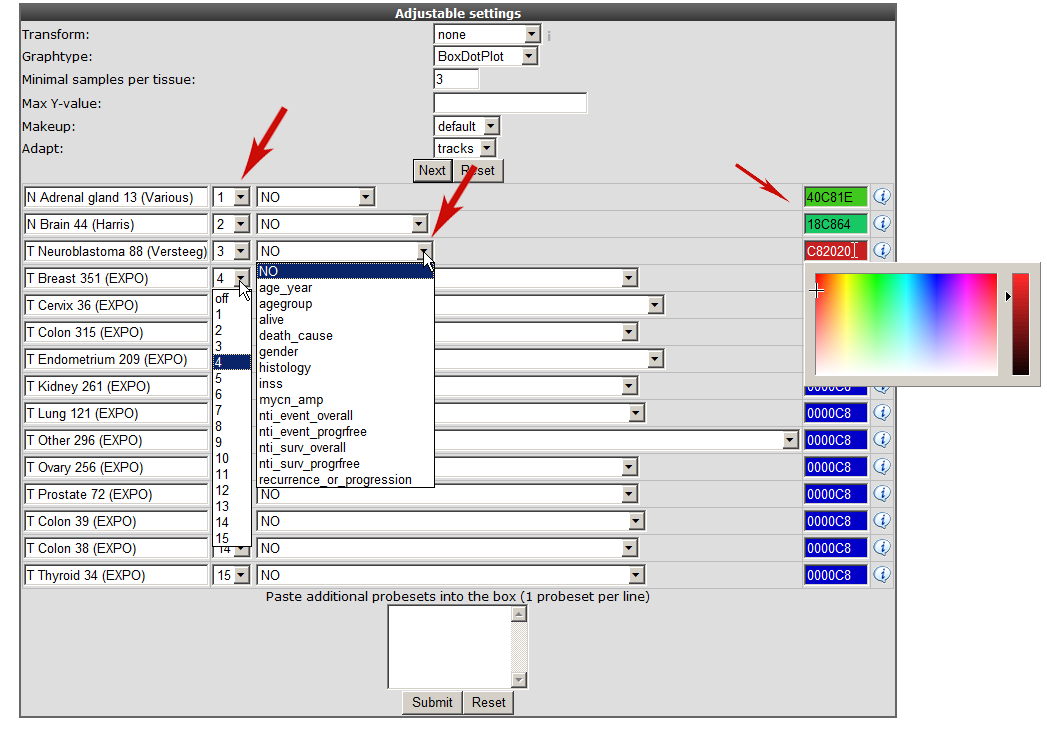 Adjustable settings
Transform: none
Graphtype: BoxDotPlot
Minimal samples per tissue: 3
Max Y-value:
Makeup: default
Adapt: tracks
Next Reset
N Adrenal gland 13 (Various) 1 NO 40C81E
N Brain 44 (Harris) 2 NO 18C864
T Neuroblastoma 88 (Versteeg) 3 NO C82020
T Breast 351 (EXPO) 4
T Cervix 36 (EXPO)
T Colon 315 (EXPO)
T Endometrium 209 (EXPO)
T Kidney 261 (EXPO) 0000C8
T Lung 121 (EXPO) 0000C8
T Other 296 (EXPO) 0000C8
T Ovary 256 (EXPO) 0000C8
T Prostate 72 (EXPO) NO 0000C8
T Colon 39 (EXPO) NO 0000C8
T Colon 38 (EXPO) 14 NO 0000C8
T Thyroid 34 (EXPO) 15 NO 0000C8
off
1
2
3
4
5
6
7
8
9
10
11
12
13
14
15
NO
age_year
agegroup
alive
death_cause
gender
histology
inss
mycn_amp
nti_event_overall
nti_event_progrfree
nti_surv_overall
nti_surv_progrfree
recurrence_or_progression
Paste additional probesets into the box (1 probeset per line)
Submit Reset